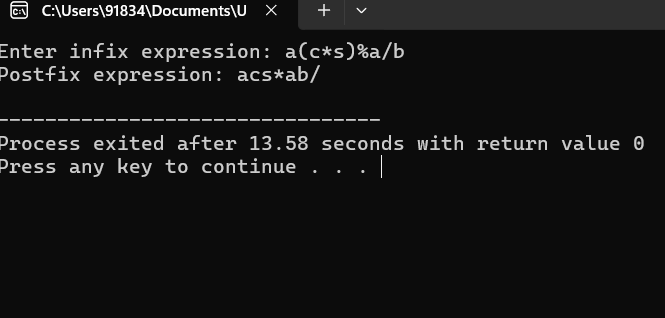 C:\Users\91834\Documents\U
Enter infix expression: a(c*s)%a/b
Postfix expression: acs*ab/
--------------------------------
Process exited after 13.58 seconds with return value 0
Press any key to continue . . .